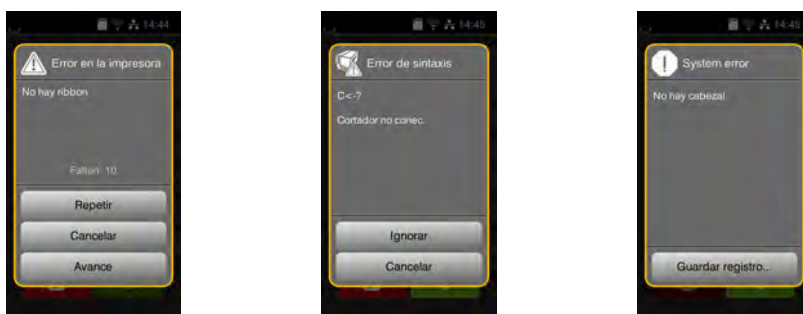 14:44
Error en la impresora
No hay ribbon
Faltan: 10
Repetir
Cancelar
Avance
14:45
Error de sintaxis
C<-?
Cortador no conec.
Ignorar
Cancelar
14:45
System error
No hay cabezal
Guardar registro...